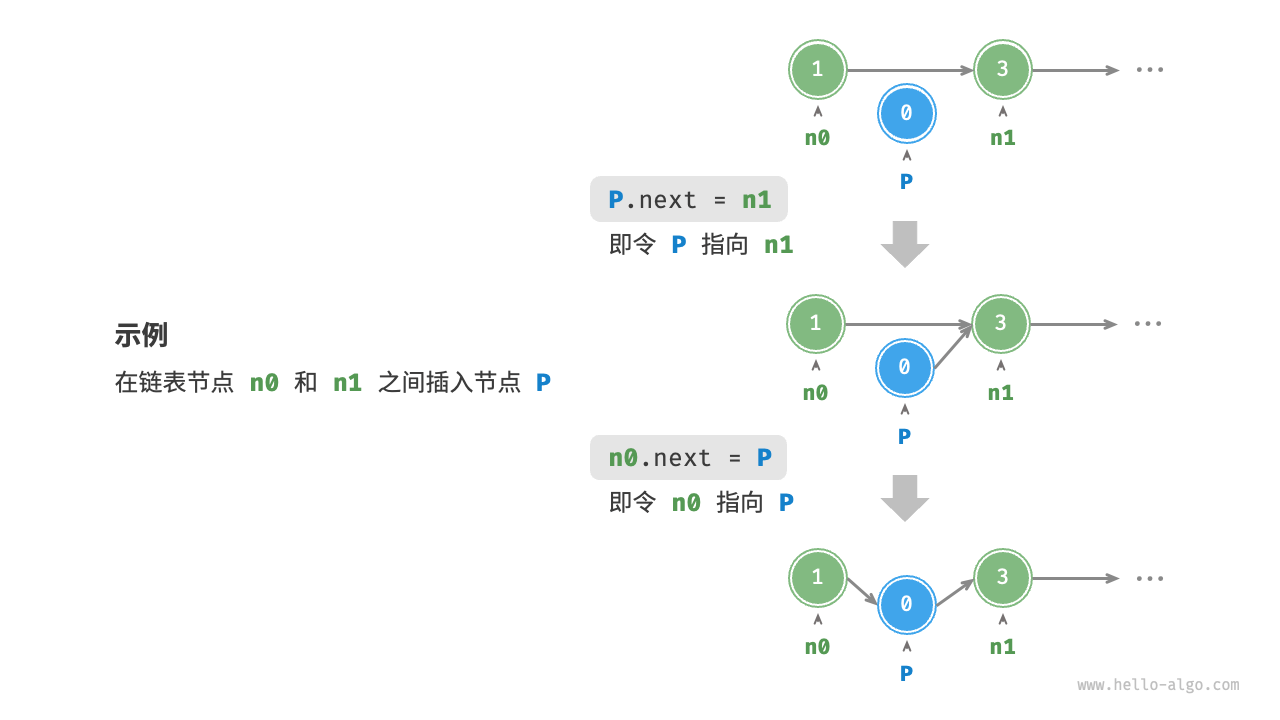 示例
在链表节点 n0 和 n1 之间插入节点 P
1 3 ...
0
n0 n1
P
P.next = n1
即令 P 指向 n1
1 3 ...
0
n0 n1
P
n0.next = P
即令 n0 指向 P
1 3 ...
0
n0 n1
P
www.hello-algo.com